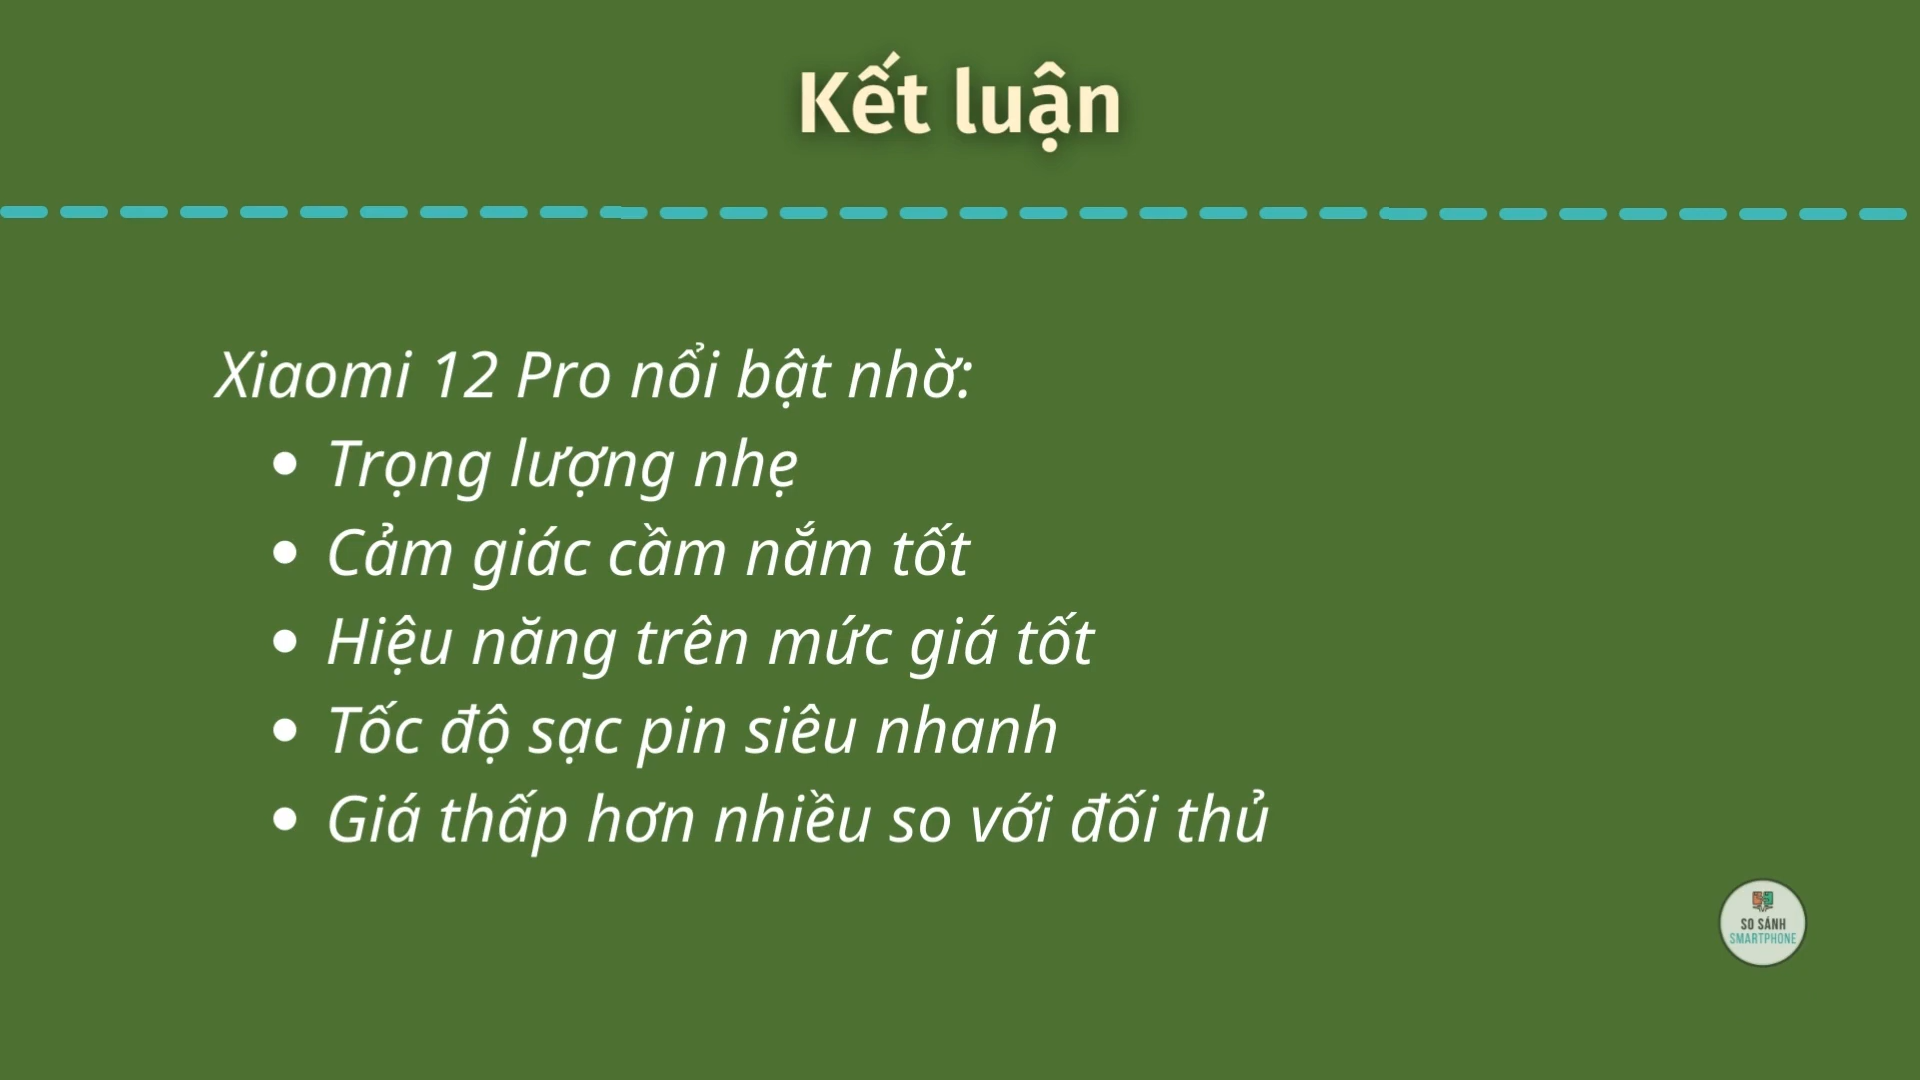 Kết luận
Xiaomi 12 Pro nổi bật nhờ:
Trọng lượng nhẹ
Cảm giác cầm nắm tốt
Hiệu năng trên mức giá tốt
Tốc độ sạc pin siêu nhanh
Giá thấp hơn nhiều so với đối thủ
SO SÁNH
SMARTPHONE